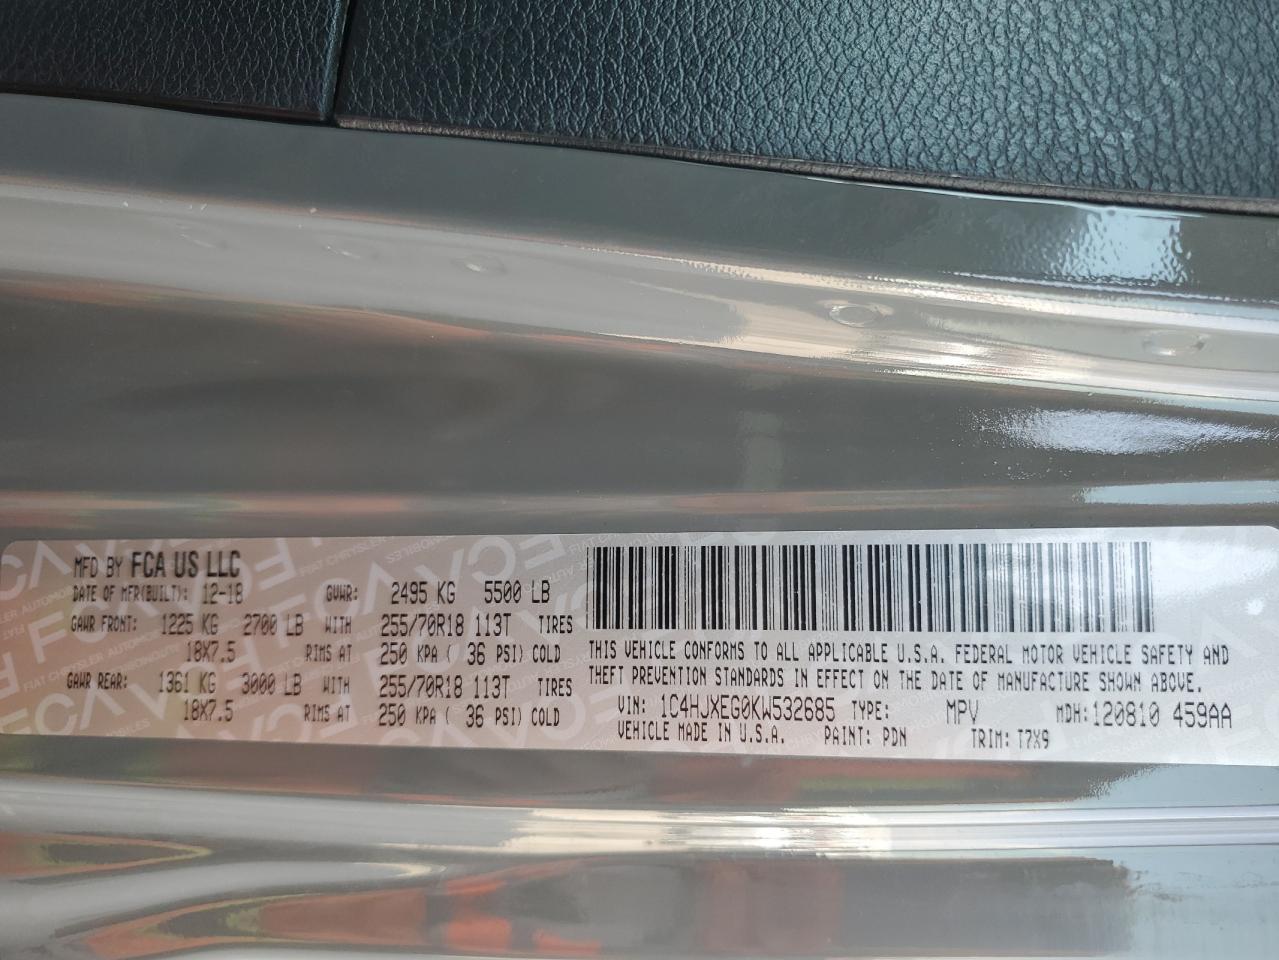 MFD BY FCA US LLC
DATE OF MFR(BUILT): 12-18 GVWR: 2495 KG 5500 LB
GAWR FRONT: 1225 KG 2700 LB WITH 255/70R18 113T TIRES
18X7.5 RIMS AT 250 KPA ( 36 PSI) COLD
GAWR REAR: 1361 KG 3000 LB WITH 255/70R18 113T TIRES
18X7.5 RIMS AT 250 KPA ( 36 PSI) COLD
THIS VEHICLE CONFORMS TO ALL APPLICABLE U.S.A. FEDERAL MOTOR VEHICLE SAFETY AND
THEFT PREVENTION STANDARDS IN EFFECT ON THE DATE OF MANUFACTURE SHOWN ABOVE.
VIN: 1C4HJXEG0KW532685 TYPE: MPV MDH:120810 459AA
VEHICLE MADE IN U.S.A. PAINT: PDN TRIM: T7X9